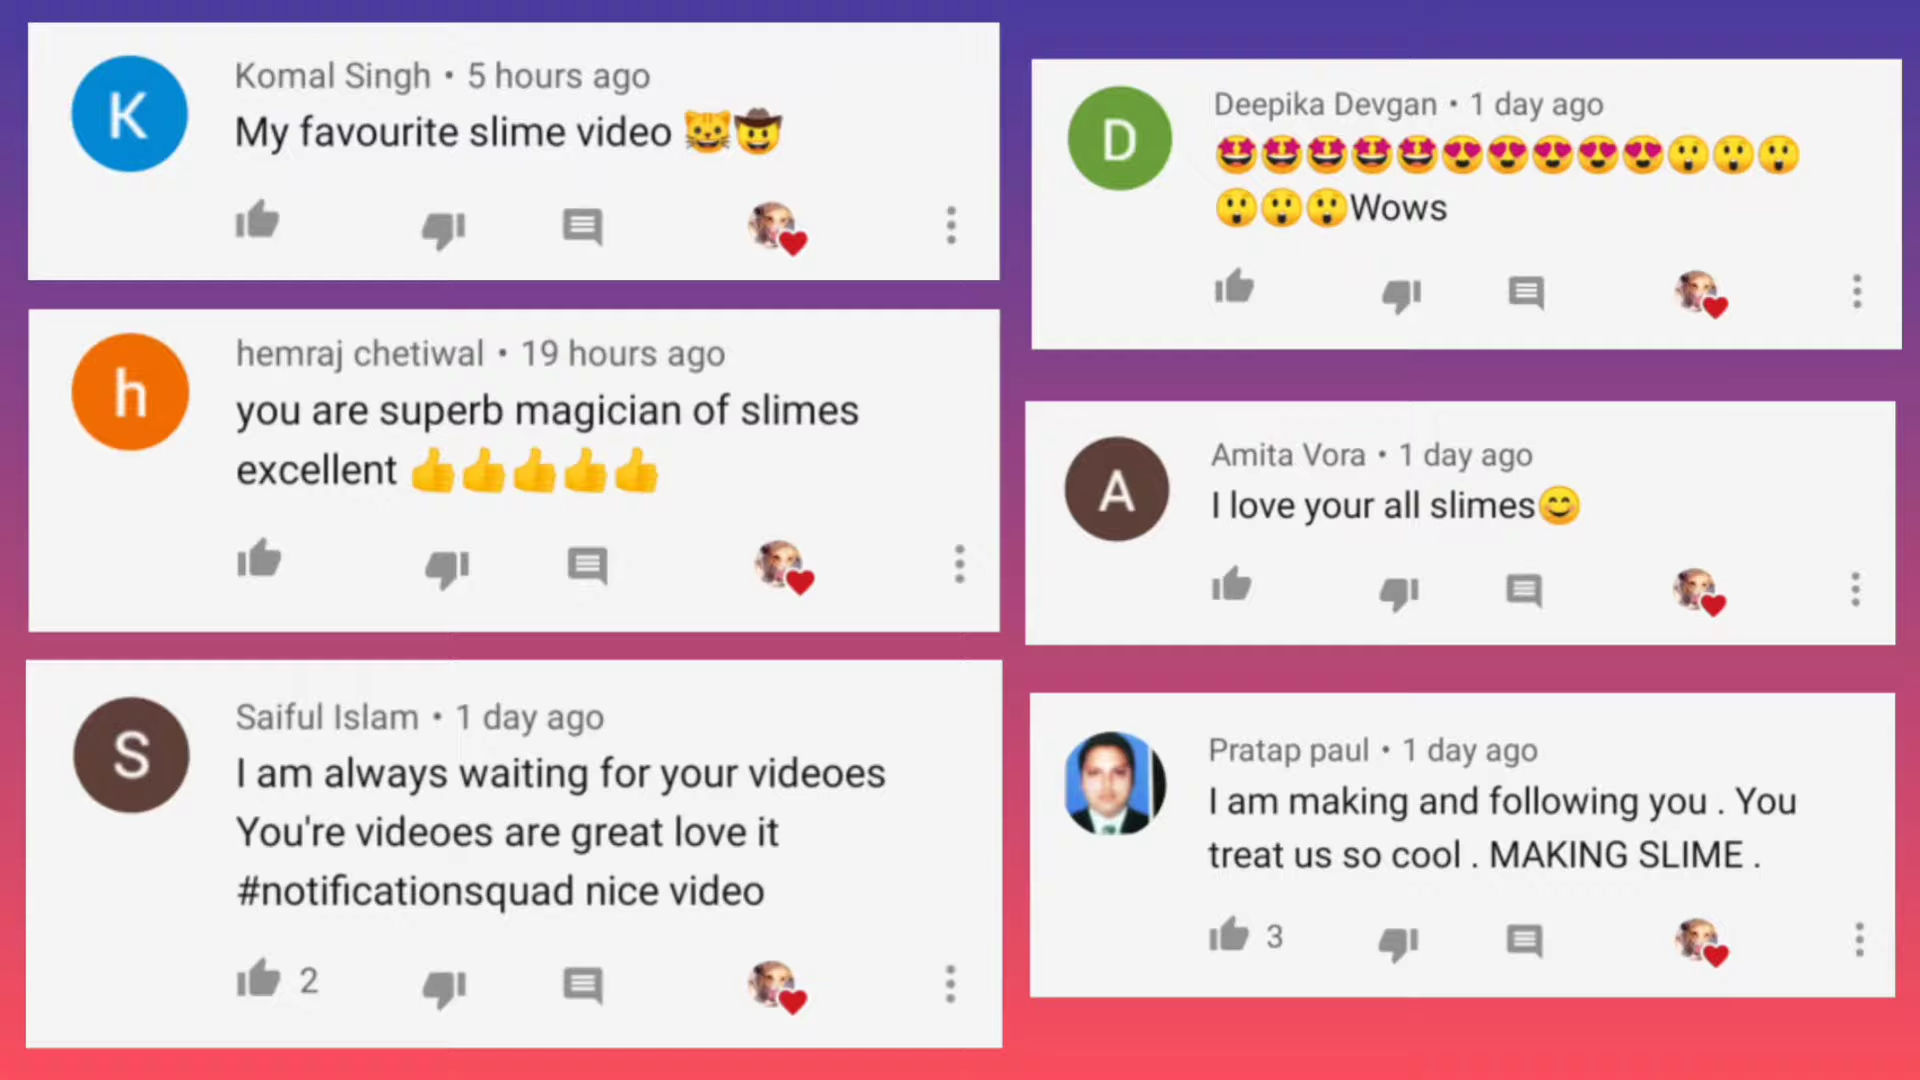 K
Komal Singh • 5 hours ago
My favourite slime video 😺🤠
h
hemraj chetiwal • 19 hours ago
you are superb magician of slimes
excellent 👍👍👍👍👍
S
Saiful Islam • 1 day ago
I am always waiting for your videoes
You're videoes are great love it
#notificationsquad nice video
2
D
Deepika Devgan • 1 day ago
🤩🤩🤩🤩🤩😍😍😍😍😍😲😲😲
😲😲😲Wows
A
Amita Vora • 1 day ago
I love your all slimes😊
Pratap paul • 1 day ago
I am making and following you . You
treat us so cool . MAKING SLIME .
3